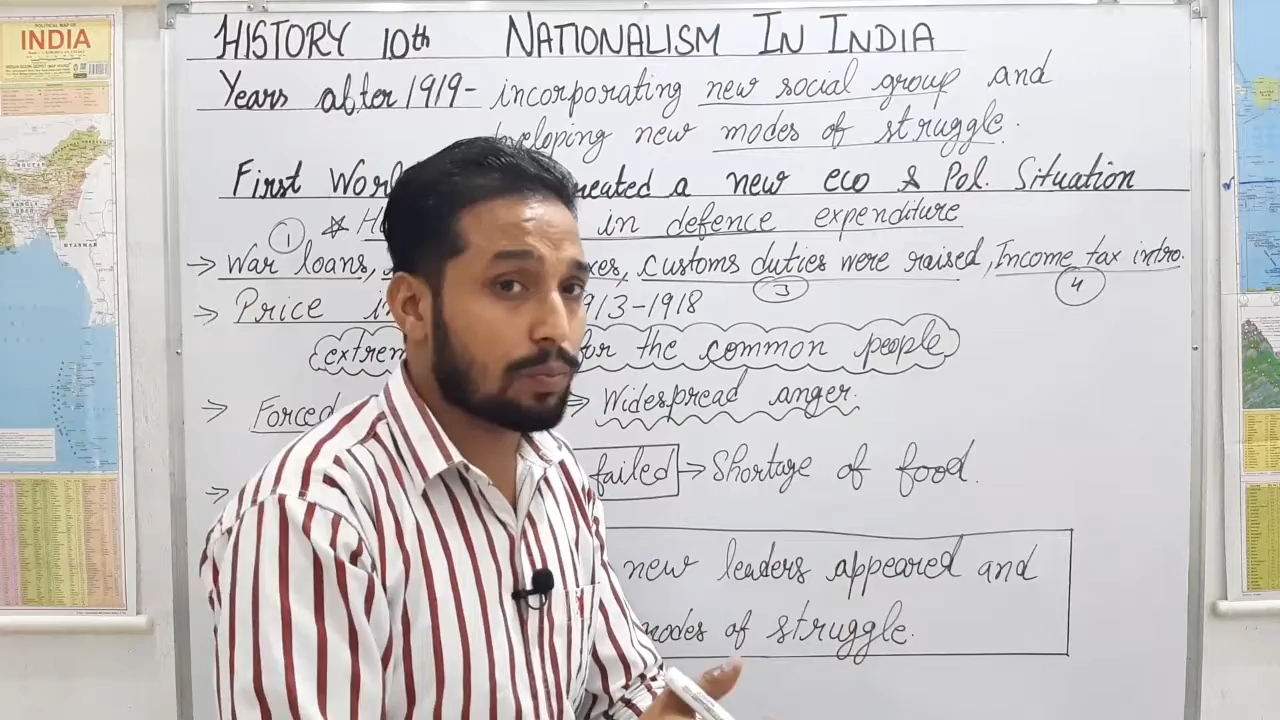 POLITICAL MAP OF
INDIA
HISTORY 10th NATIONALISM IN INDIA
Years after 1919- incorporating new social group and
new modes of struggle.
First created a new eco & Pol. Situation
1 in defence expenditure
→ War loans, customs duties were raised, Income tax intro.
3 4
→ Price 1913-1918
for the common people
→ Forced → Widespread anger.
→ failed → Shortage of food.
new leaders appeared and
modes of struggle.